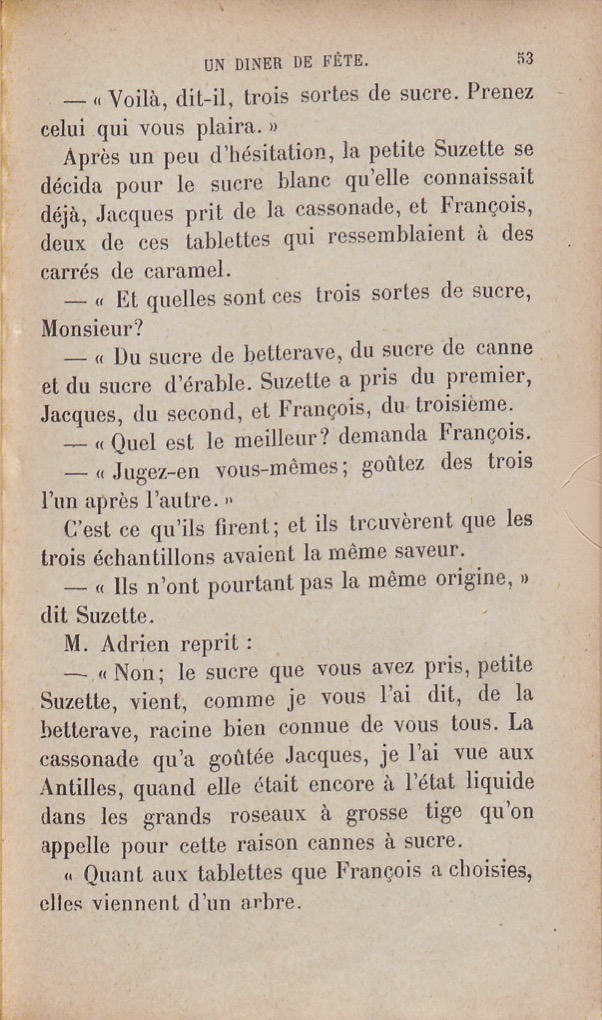 UN DINER DE FÊTE. 53
— « Voilà, dit-il, trois sortes de sucre. Prenez
celui qui vous plaira. »
Après un peu d'hésitation, la petite Suzette se
décida pour le sucre blanc qu'elle connaissait
déjà, Jacques prit de la cassonade, et François,
deux de ces tablettes qui ressemblaient à des
carrés de caramel.
— « Et quelles sont ces trois sortes de sucre,
Monsieur?
— « Du sucre de betterave, du sucre de canne
et du sucre d'érable. Suzette a pris du premier,
Jacques, du second, et François, du troisième.
— « Quel est le meilleur? demanda François.
— « Jugez-en vous-mêmes; goûtez des trois
l'un après l'autre. »
C'est ce qu'ils firent; et ils trouvèrent que les
trois échantillons avaient la même saveur.
— « Ils n'ont pourtant pas la même origine, »
dit Suzette.
M. Adrien reprit :
— « Non; le sucre que vous avez pris, petite
Suzette, vient, comme je vous l'ai dit, de la
betterave, racine bien connue de vous tous. La
cassonade qu'a goûtée Jacques, je l'ai vue aux
Antilles, quand elle était encore à l'état liquide
dans les grands roseaux à grosse tige qu'on
appelle pour cette raison cannes à sucre.
« Quant aux tablettes que François a choisies,
elles viennent d'un arbre.